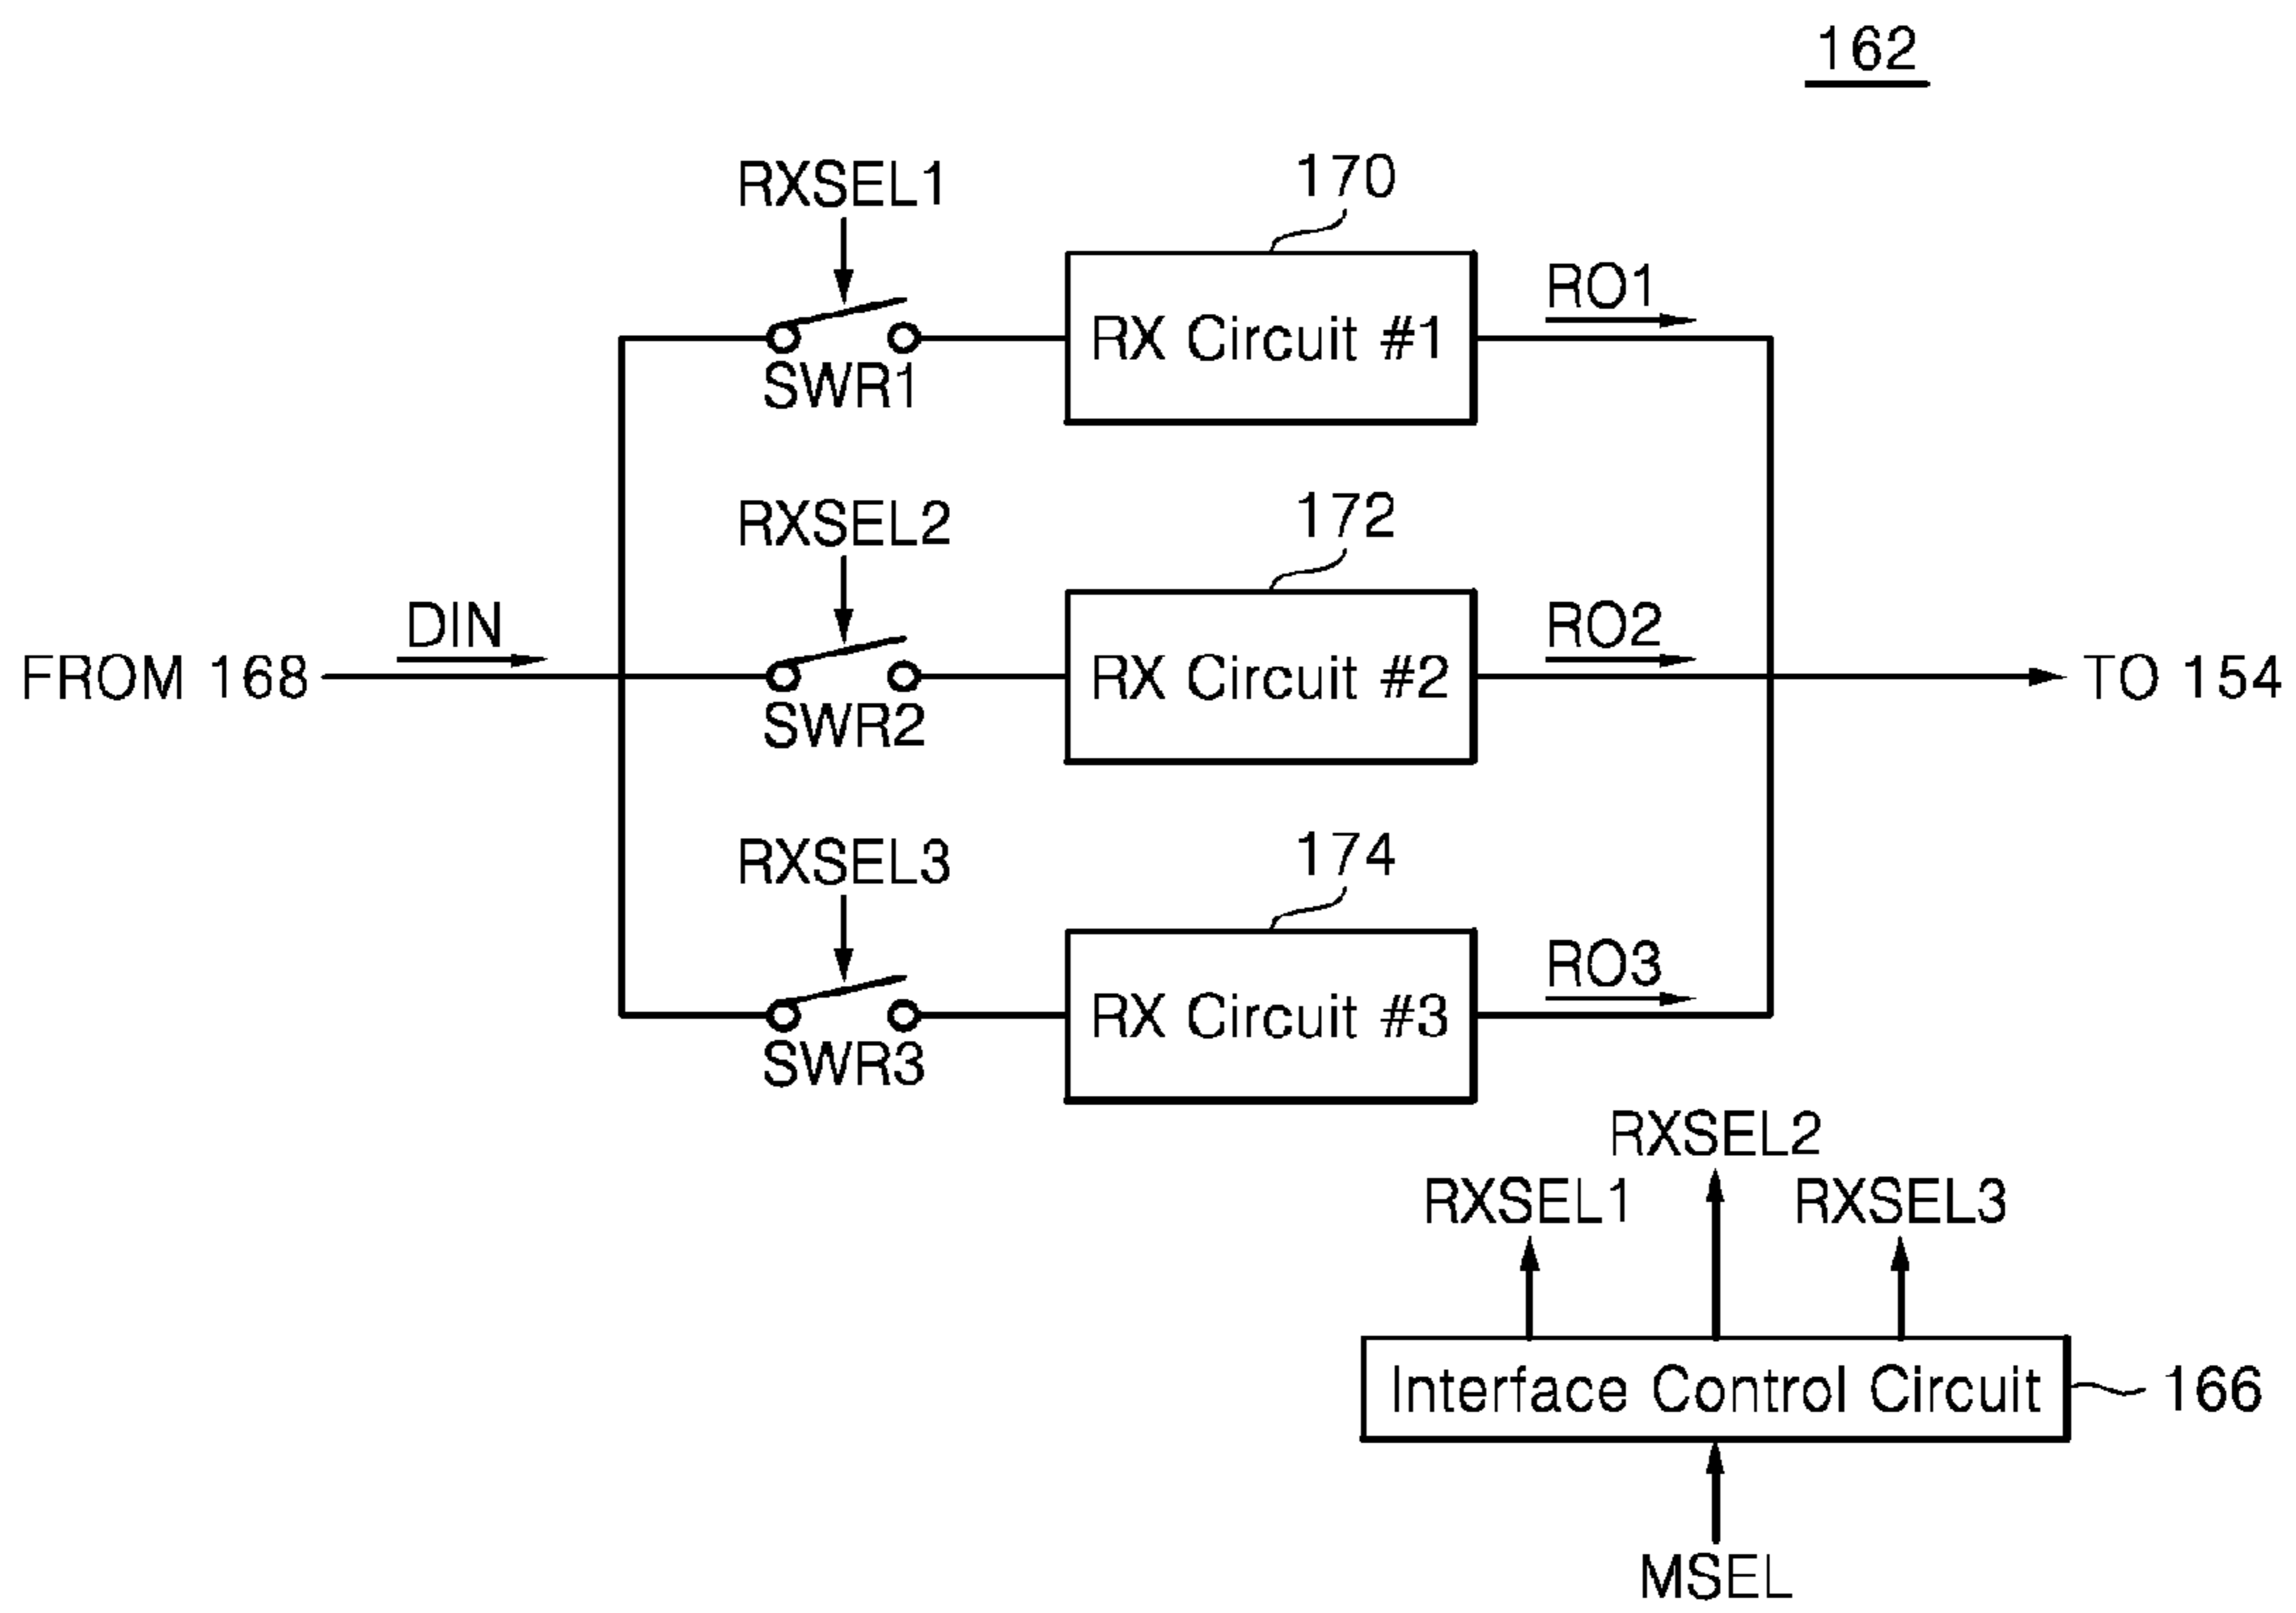 162
RXSEL1
170
RO1
RX Circuit #1
SWR1
RXSEL2
172
DIN
RO2
FROM 168
RX Circuit #2
TO 154
SWR2
RXSEL3
174
RO3
RX Circuit #3
SWR3
RXSEL2
RXSEL1
RXSEL3
Interface Control Circuit
166
MSEL